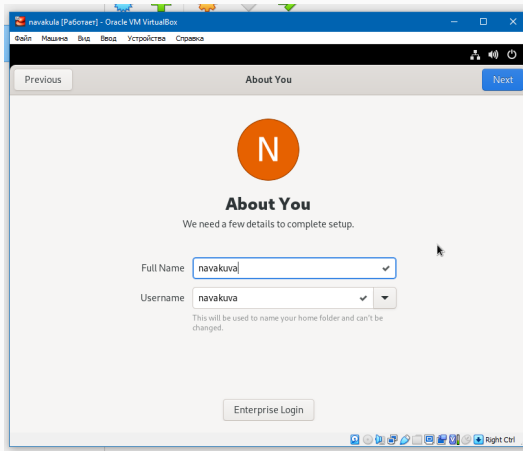 navakula [Работает] - Oracle VM VirtualBox
Файл Машина Вид Ввод Устройства Справка
Previous About You Next
N
About You
We need a few details to complete setup.
Full Name navakuva
Username navakuva
This will be used to name your home folder and can't be
changed.
Enterprise Login
Right Ctrl